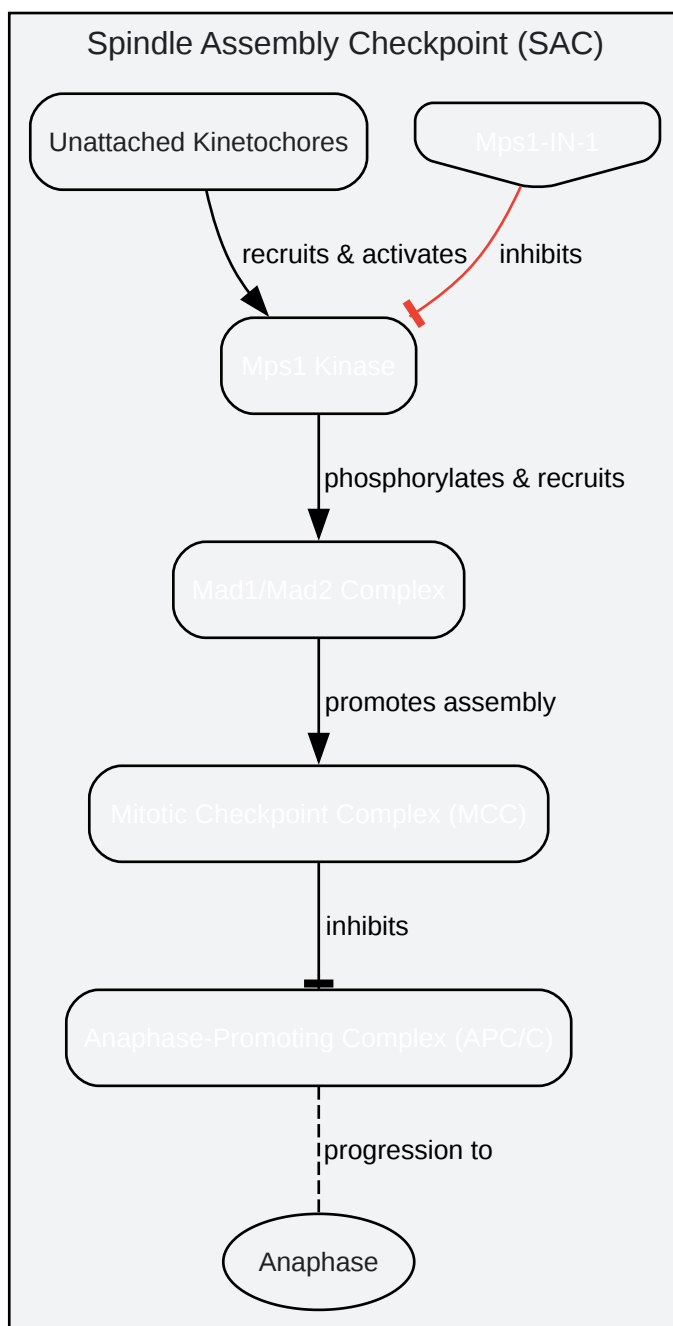 Spindle Assembly Checkpoint (SAC)
Unattached Kinetochores
Mps1-IN-1
recruits & activates
inhibits
Mps1 Kinase
phosphorylates & recruits
Mad1/Mad2 Complex
promotes assembly
Mitotic Checkpoint Complex (MCC)
inhibits
Anaphase-Promoting Complex (APC/C)
progression to
Anaphase